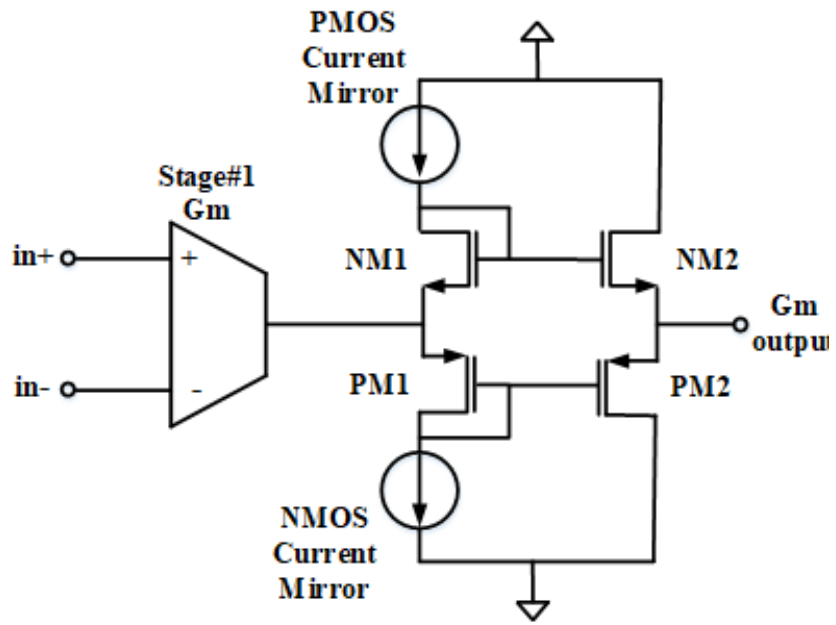 PMOS
Current
Mirror
Stage#1
Gm
in+
+
NM1
NM2
Gm
output
in-
-
PM1
PM2
NMOS
Current
Mirror